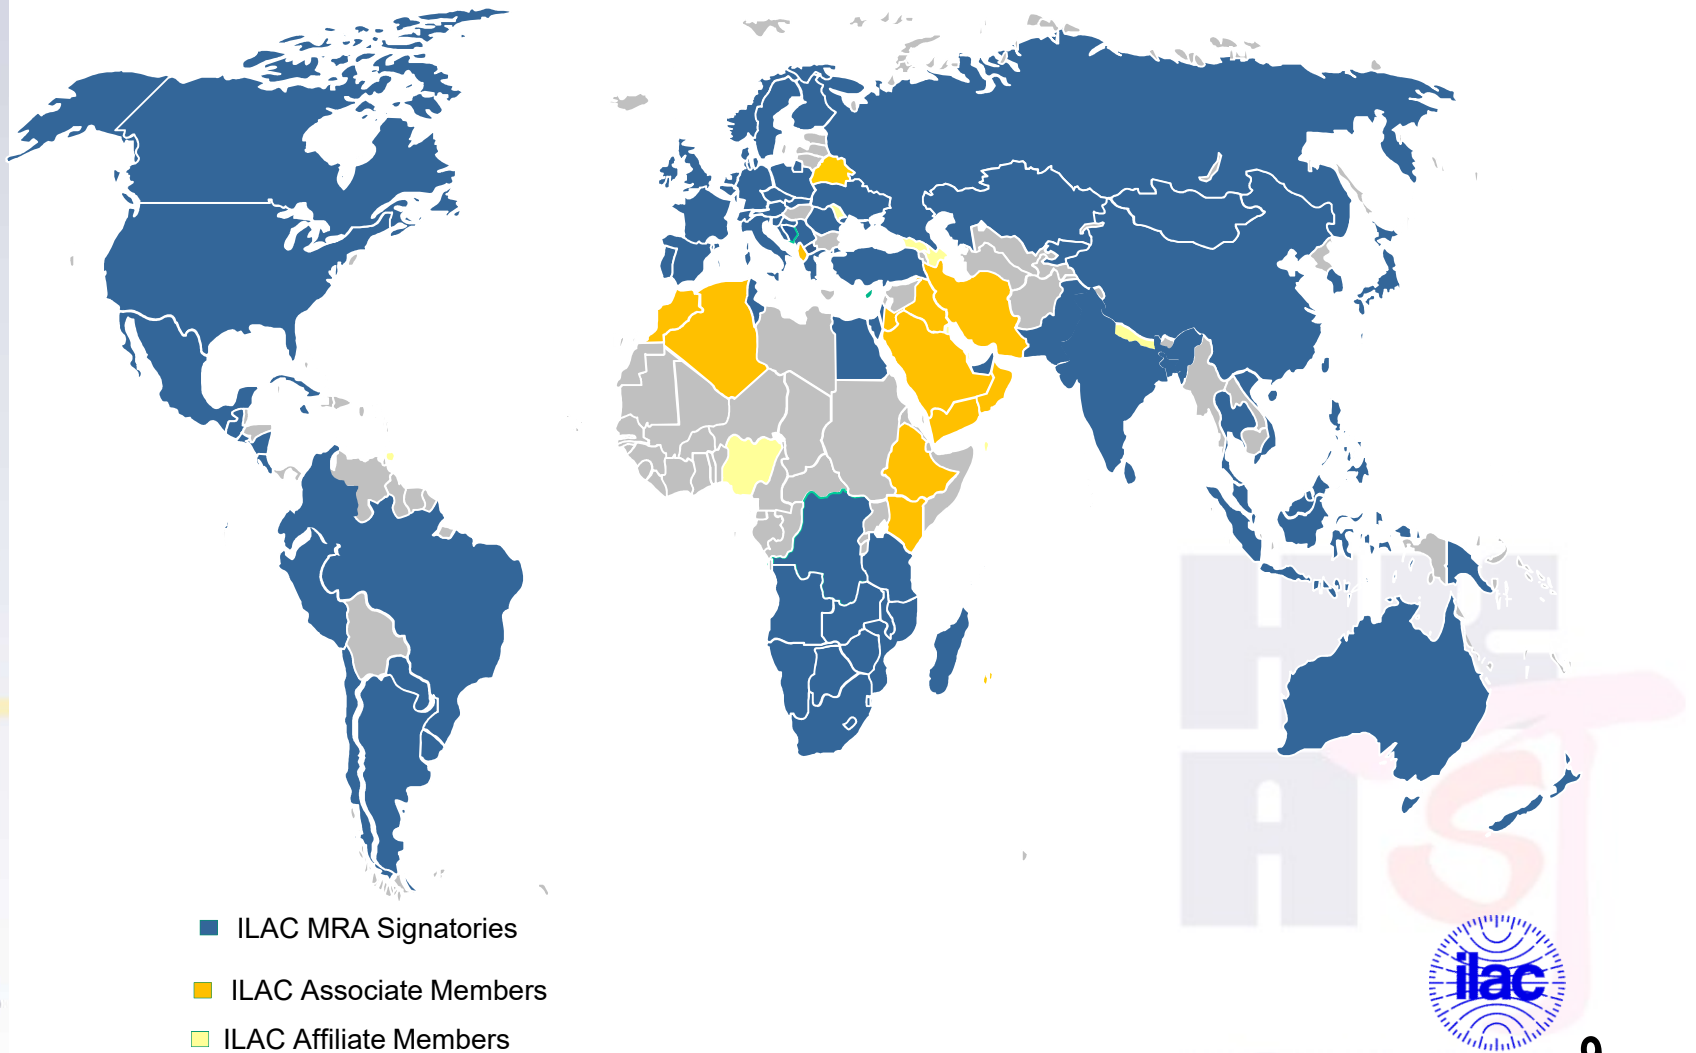 ILAC MRA Signatories
ILAC Associate Members
ILAC Affiliate Members
ilac